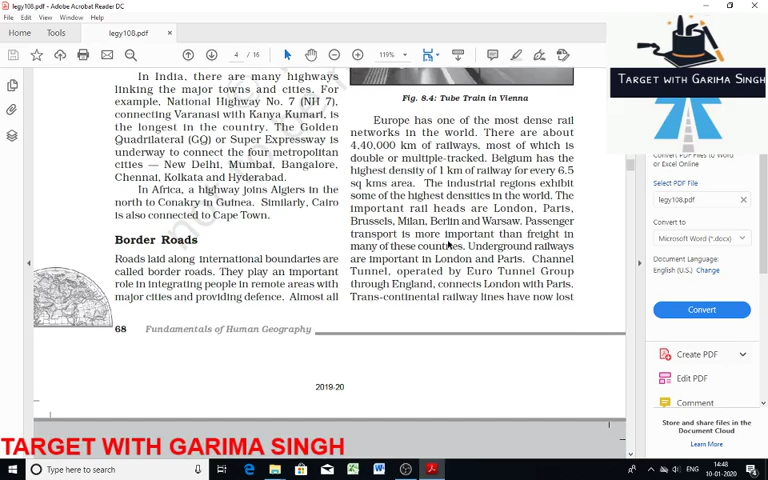 legy108.pdf - Adobe Acrobat Reader DC
File Edit View Window Help
Home Tools legy108.pdf ×
4 / 16 119%
In India, there are many highways
linking the major towns and cities. For
example, National Highway No. 7 (NH 7),
connecting Varanasi with Kanya Kumari, is
the longest in the country. The Golden
Quadrilateral (GQ) or Super Expressway is
underway to connect the four metropolitan
cities — New Delhi, Mumbai, Bangalore,
Chennai, Kolkata and Hyderabad.
In Africa, a highway joins Algiers in the
north to Conakry in Guinea. Similarly, Cairo
is also connected to Cape Town.
Border Roads
Roads laid along international boundaries are
called border roads. They play an important
role in integrating people in remote areas with
major cities and providing defence. Almost all
Fig. 8.4: Tube Train in Vienna
Europe has one of the most dense rail
networks in the world. There are about
4,40,000 km of railways, most of which is
double or multiple-tracked. Belgium has the
highest density of 1 km of railway for every 6.5
sq kms area. The industrial regions exhibit
some of the highest densities in the world. The
important rail heads are London, Paris,
Brussels, Milan, Berlin and Warsaw. Passenger
transport is more important than freight in
many of these countries. Underground railways
are important in London and Paris. Channel
Tunnel, operated by Euro Tunnel Group
through England, connects London with Paris.
Trans-continental railway lines have now lost
68 Fundamentals of Human Geography
2019-20
TARGET WITH GARIMA SINGH
Convert PDFs to Word
or Excel Online
Select PDF File
legy108.pdf
Convert to
Microsoft Word (*.docx)
Document Language:
English (U.S.) Change
Convert
Create PDF
Edit PDF
Comment
Store and share files in the
Document Cloud
Learn More
TARGET WITH GARIMA SINGH
Type here to search
14:48
10-01-2020